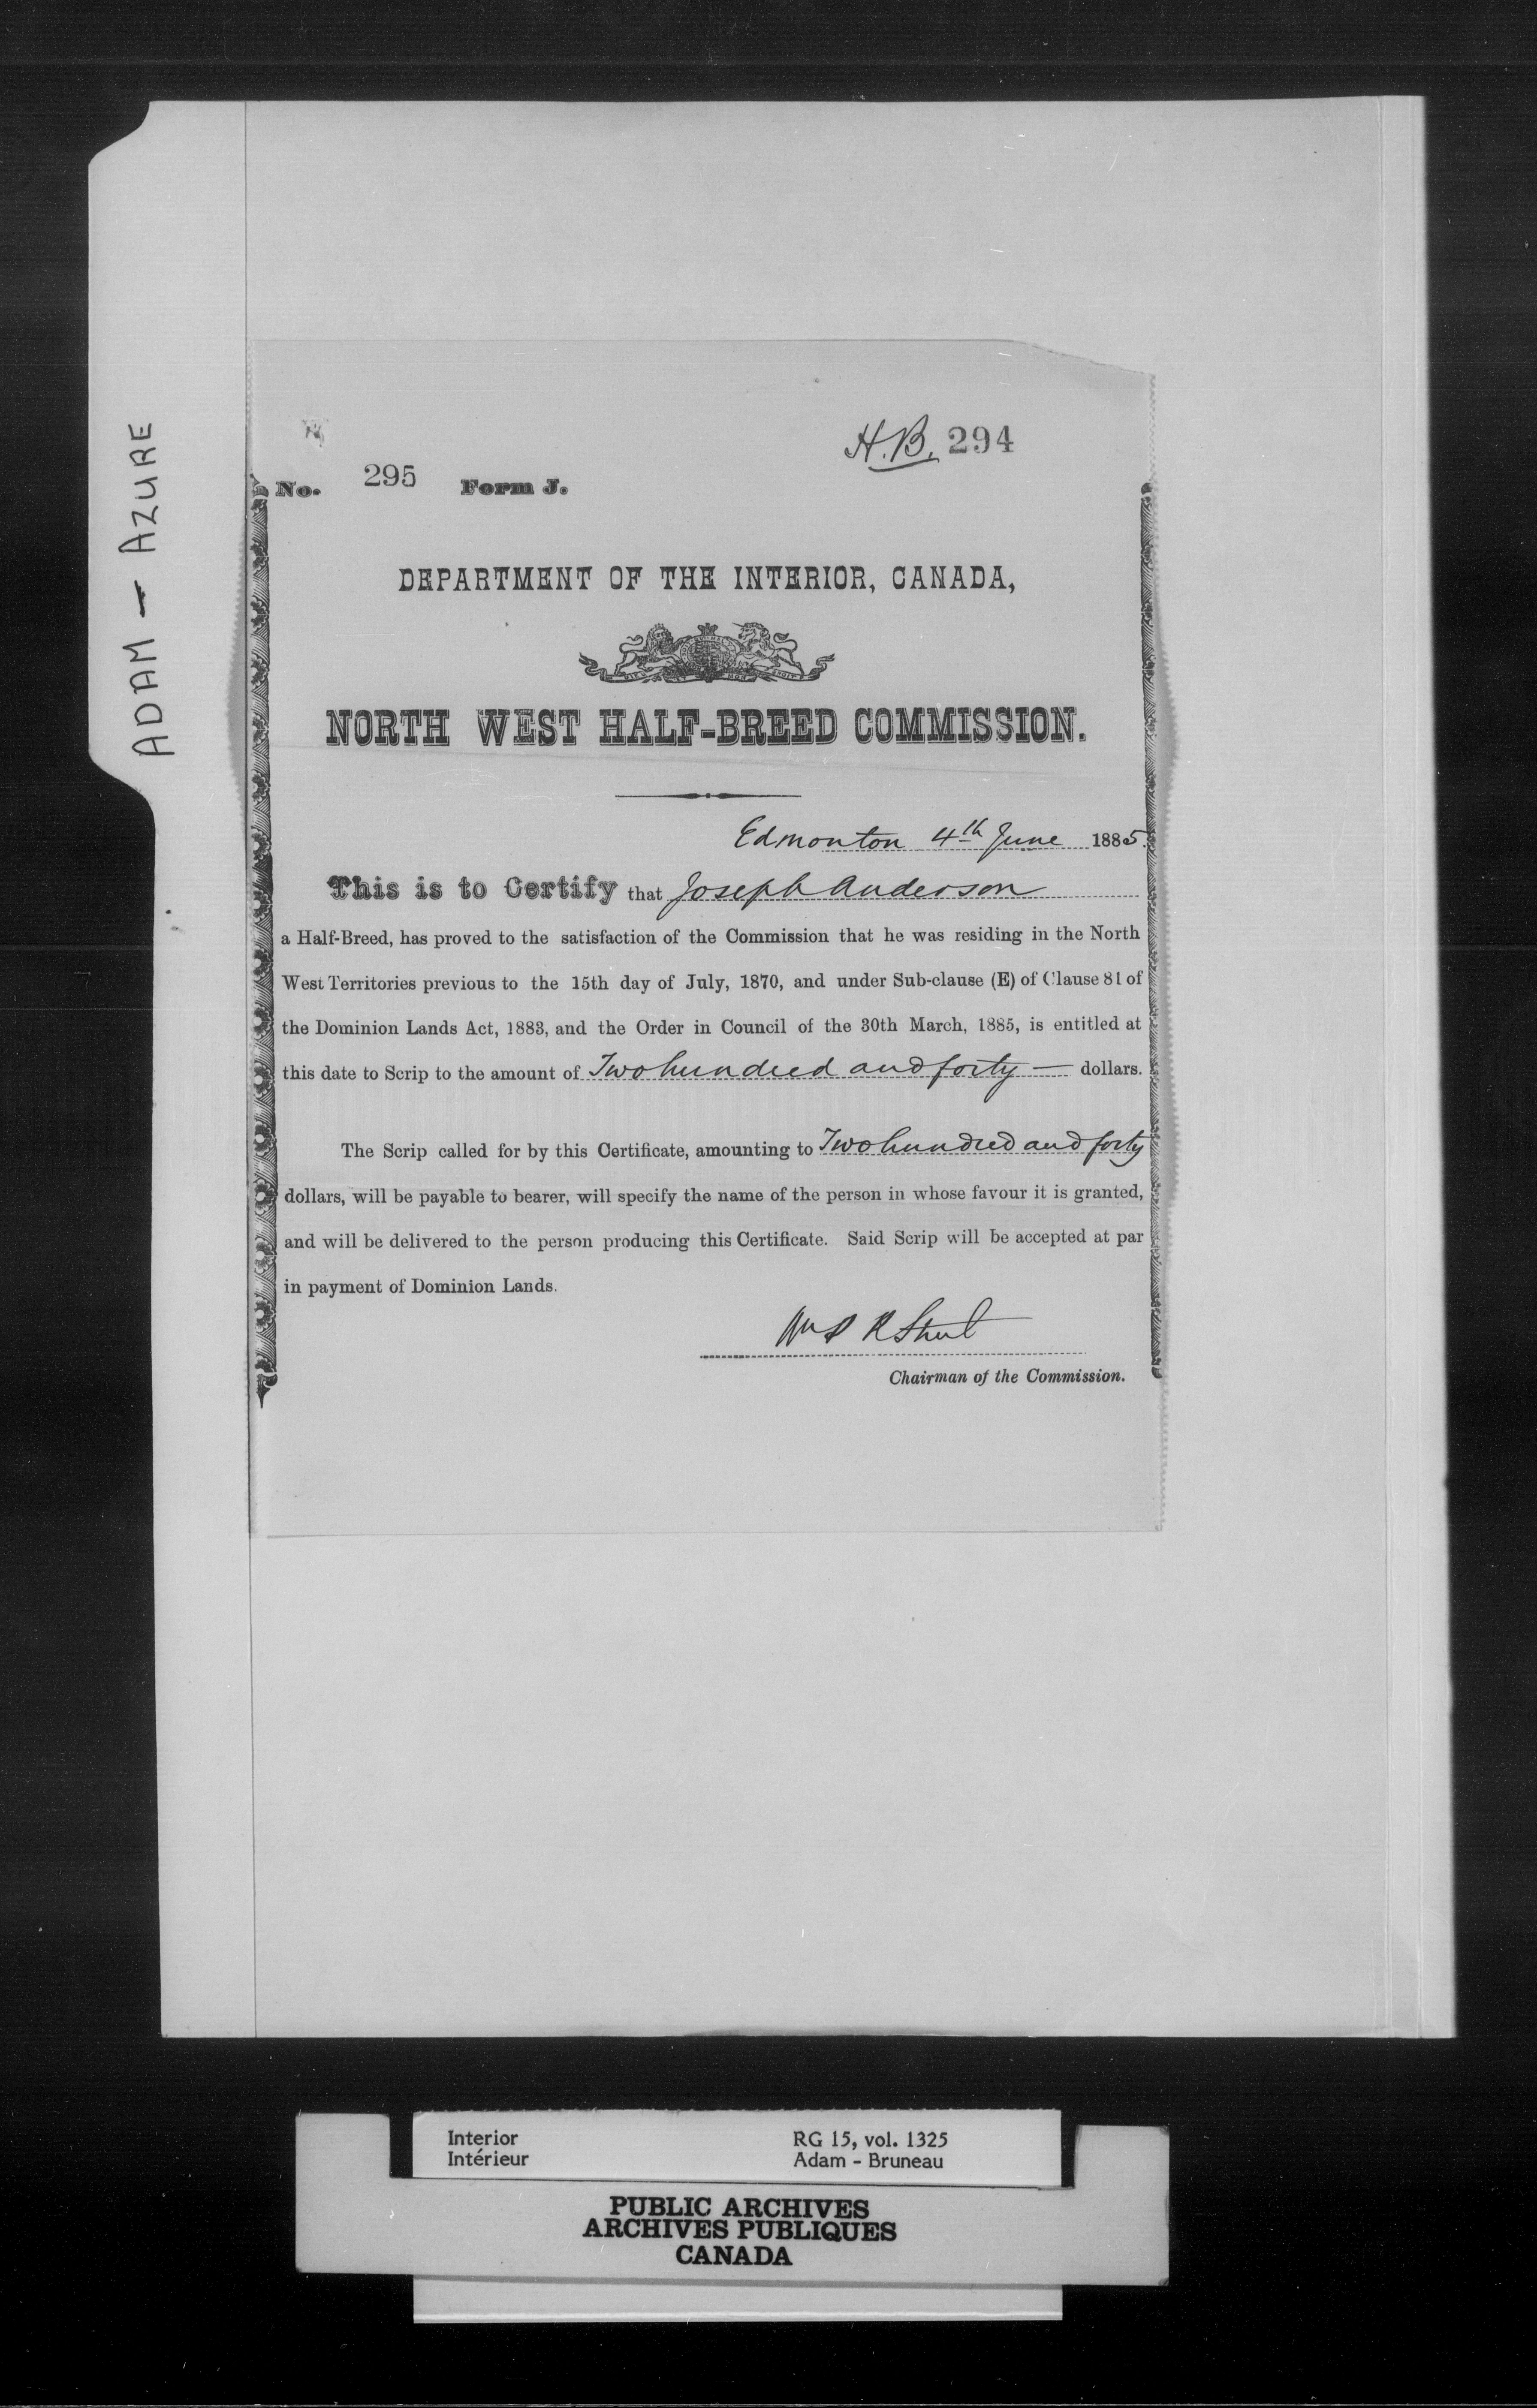 ADAM - AZURE
H.B. 294
No. 295 Form J.
DEPARTMENT OF THE INTERIOR, CANADA,
NORTH WEST HALF-BREED COMMISSION.
Edmonton 4th June 1885.
This is to Certify that Joseph Anderson
a Half-Breed, has proved to the satisfaction of the Commission that he was residing in the North
West Territories previous to the 15th day of July, 1870, and under Sub-clause (E) of Clause 81 of
the Dominion Lands Act, 1883, and the Order in Council of the 30th March, 1885, is entitled at
this date to Scrip to the amount of Two hundred and forty — dollars.
The Scrip called for by this Certificate, amounting to Two hundred and forty
dollars, will be payable to bearer, will specify the name of the person in whose favour it is granted,
and will be delivered to the person producing this Certificate. Said Scrip will be accepted at par
in payment of Dominion Lands.
Chairman of the Commission.
Interior RG 15, vol. 1325
Intérieur Adam - Bruneau
PUBLIC ARCHIVES
ARCHIVES PUBLIQUES
CANADA